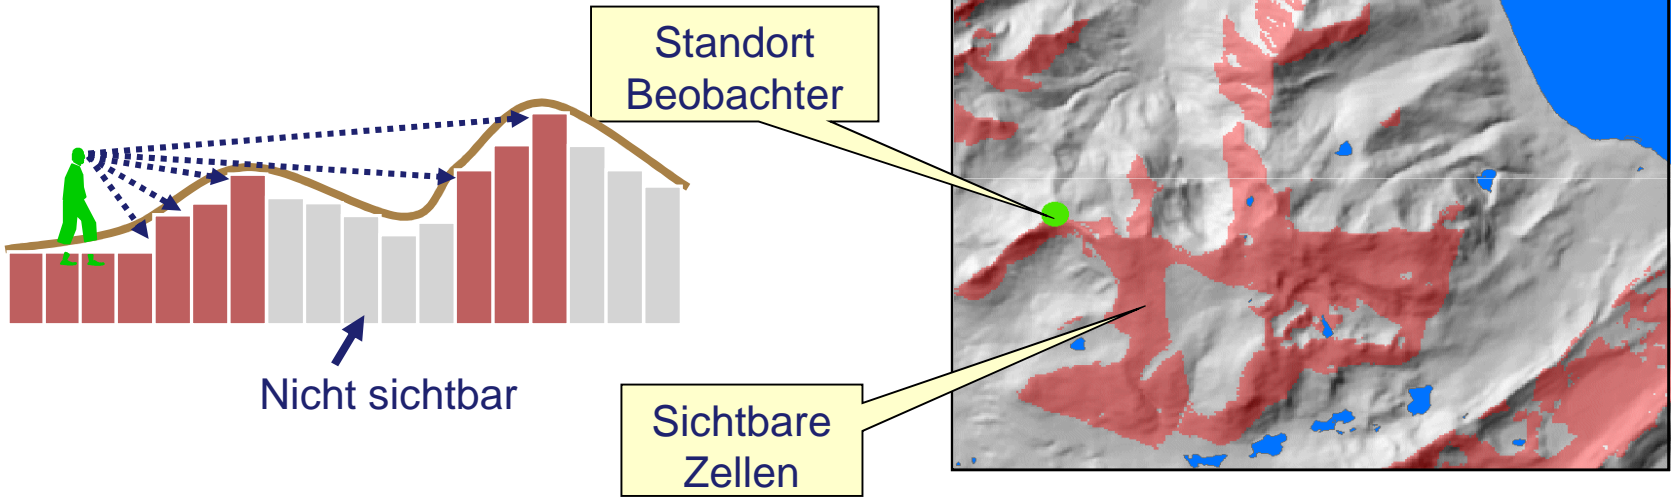 Standort
Beobachter
Nicht sichtbar
Sichtbare
Zellen